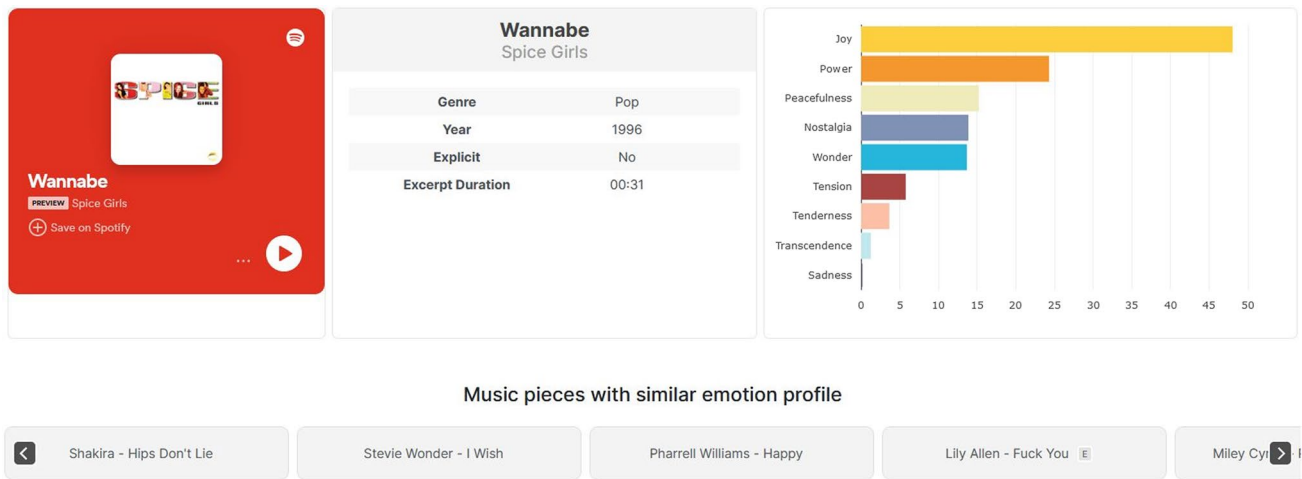 SPICE
GIRLS
Wannabe
PREVIEW Spice Girls
Save on Spotify
Wannabe
Spice Girls
Genre Pop
Year 1996
Explicit No
Excerpt Duration 00:31
Joy
Power
Peacefulness
Nostalgia
Wonder
Tension
Tenderness
Transcendence
Sadness
0 5 10 15 20 25 30 35 40 45 50
Music pieces with similar emotion profile
Shakira - Hips Don't Lie
Stevie Wonder - I Wish
Pharrell Williams - Happy
Lily Allen - Fuck You E
Miley